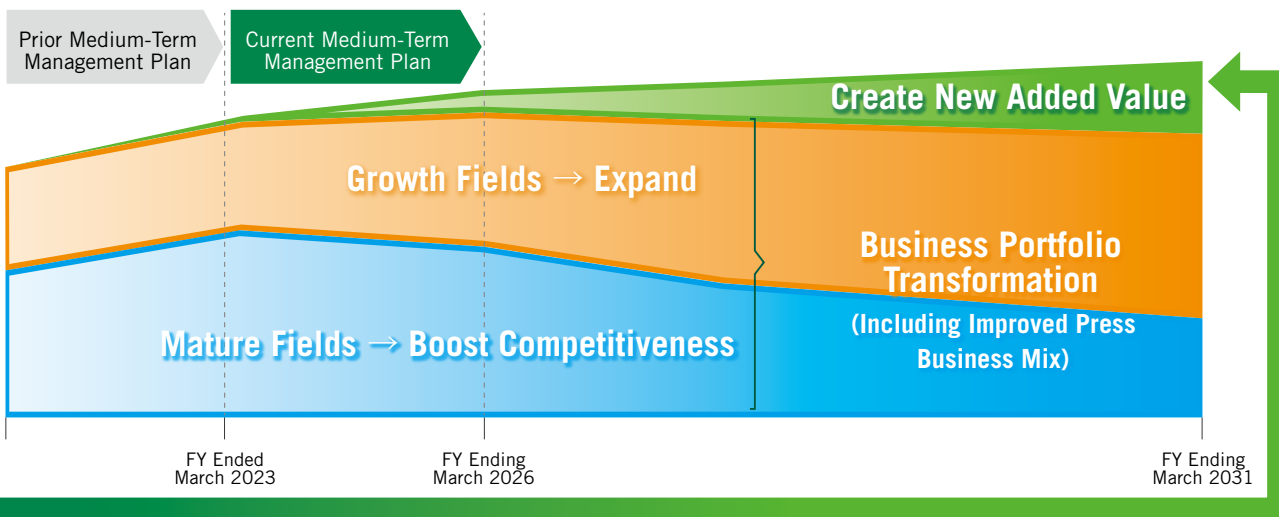 Prior Medium-Term
Management Plan
Current Medium-Term
Management Plan
Create New Added Value
Growth Fields → Expand
Business Portfolio
Transformation
(Including Improved Press
Business Mix)
Mature Fields → Boost Competitiveness
FY Ended
March 2023
FY Ending
March 2026
FY Ending
March 2031